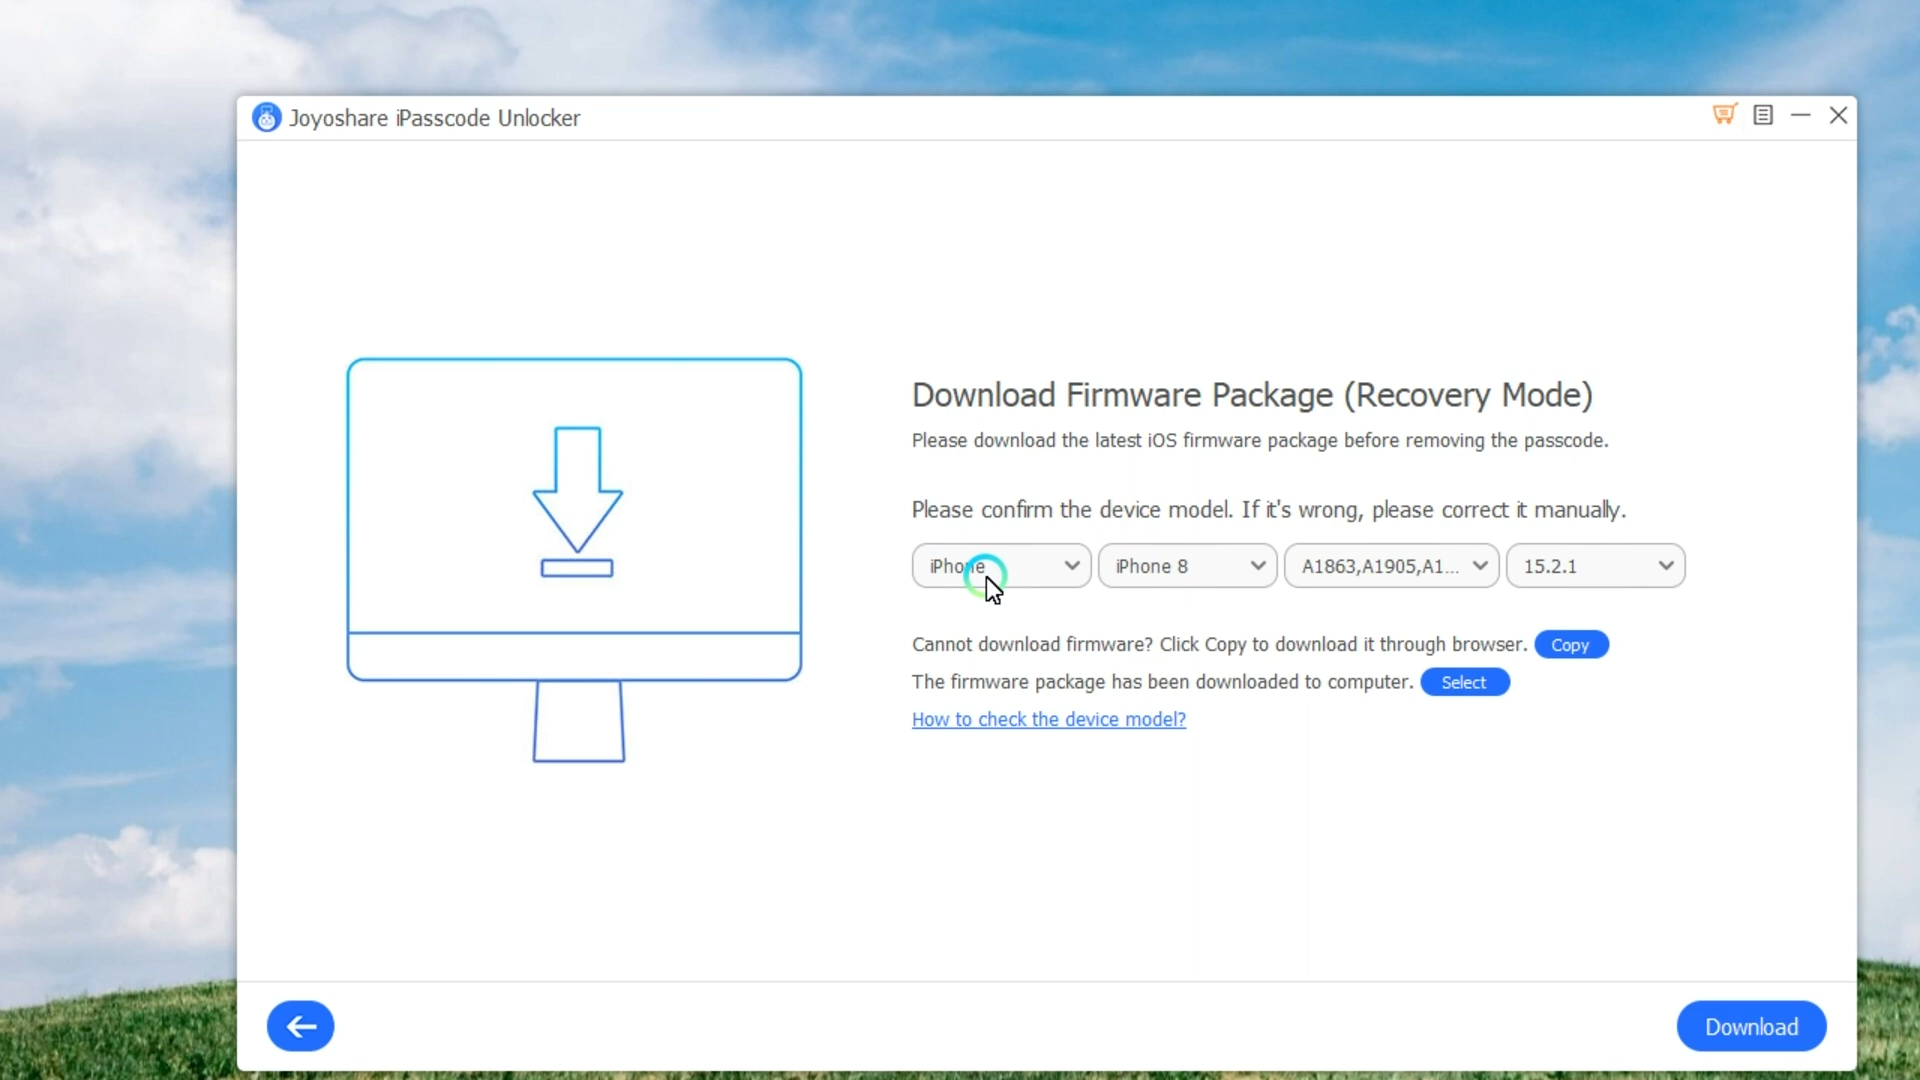 Joyoshare iPasscode Unlocker
Download Firmware Package (Recovery Mode)
Please download the latest iOS firmware package before removing the passcode.
Please confirm the device model. If it's wrong, please correct it manually.
iPhone iPhone 8 A1863,A1905,A1... 15.2.1
Cannot download firmware? Click Copy to download it through browser. Copy
The firmware package has been downloaded to computer. Select
How to check the device model?
Download